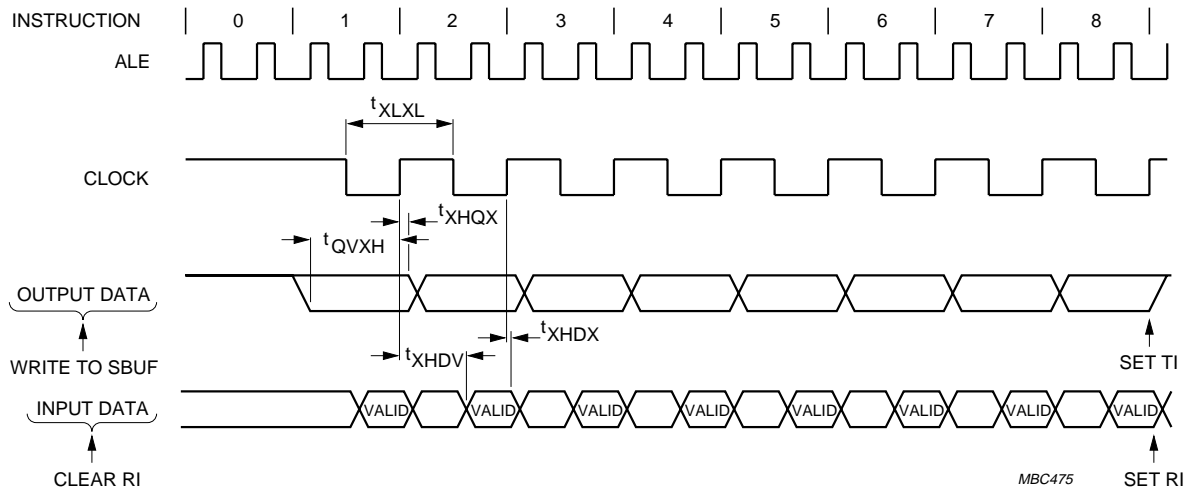 INSTRUCTION | 0 | 1 | 2 | 3 | 4 | 5 | 6 | 7 | 8 |
ALE
tXLXL
CLOCK
tXHQX
tQVXH
OUTPUT DATA
tXHDX
WRITE TO SBUF
tXHDV
SET TI
INPUT DATA
VALID VALID VALID VALID VALID VALID VALID VALID
CLEAR RI
MBC475
SET RI